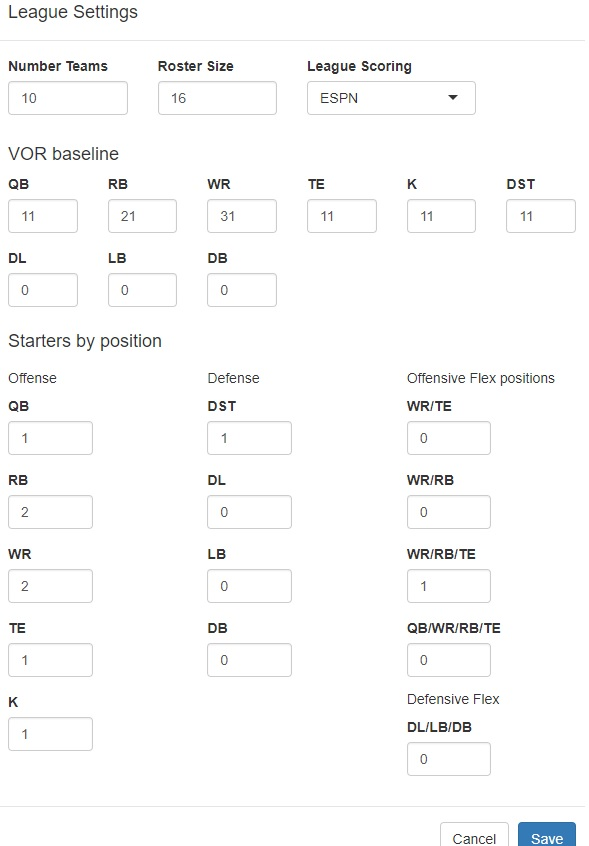 League Settings
Number Teams Roster Size League Scoring
10 16 ESPN
VOR baseline
QB RB WR TE K DST
11 21 31 11 11 11
DL LB DB
0 0 0
Starters by position
Offense Defense Offensive Flex positions
QB DST WR/TE
1 1 0
RB DL WR/RB
2 0 0
WR LB WR/RB/TE
2 0 1
TE DB QB/WR/RB/TE
1 0 0
K Defensive Flex
1 DL/LB/DB
0
Cancel Save